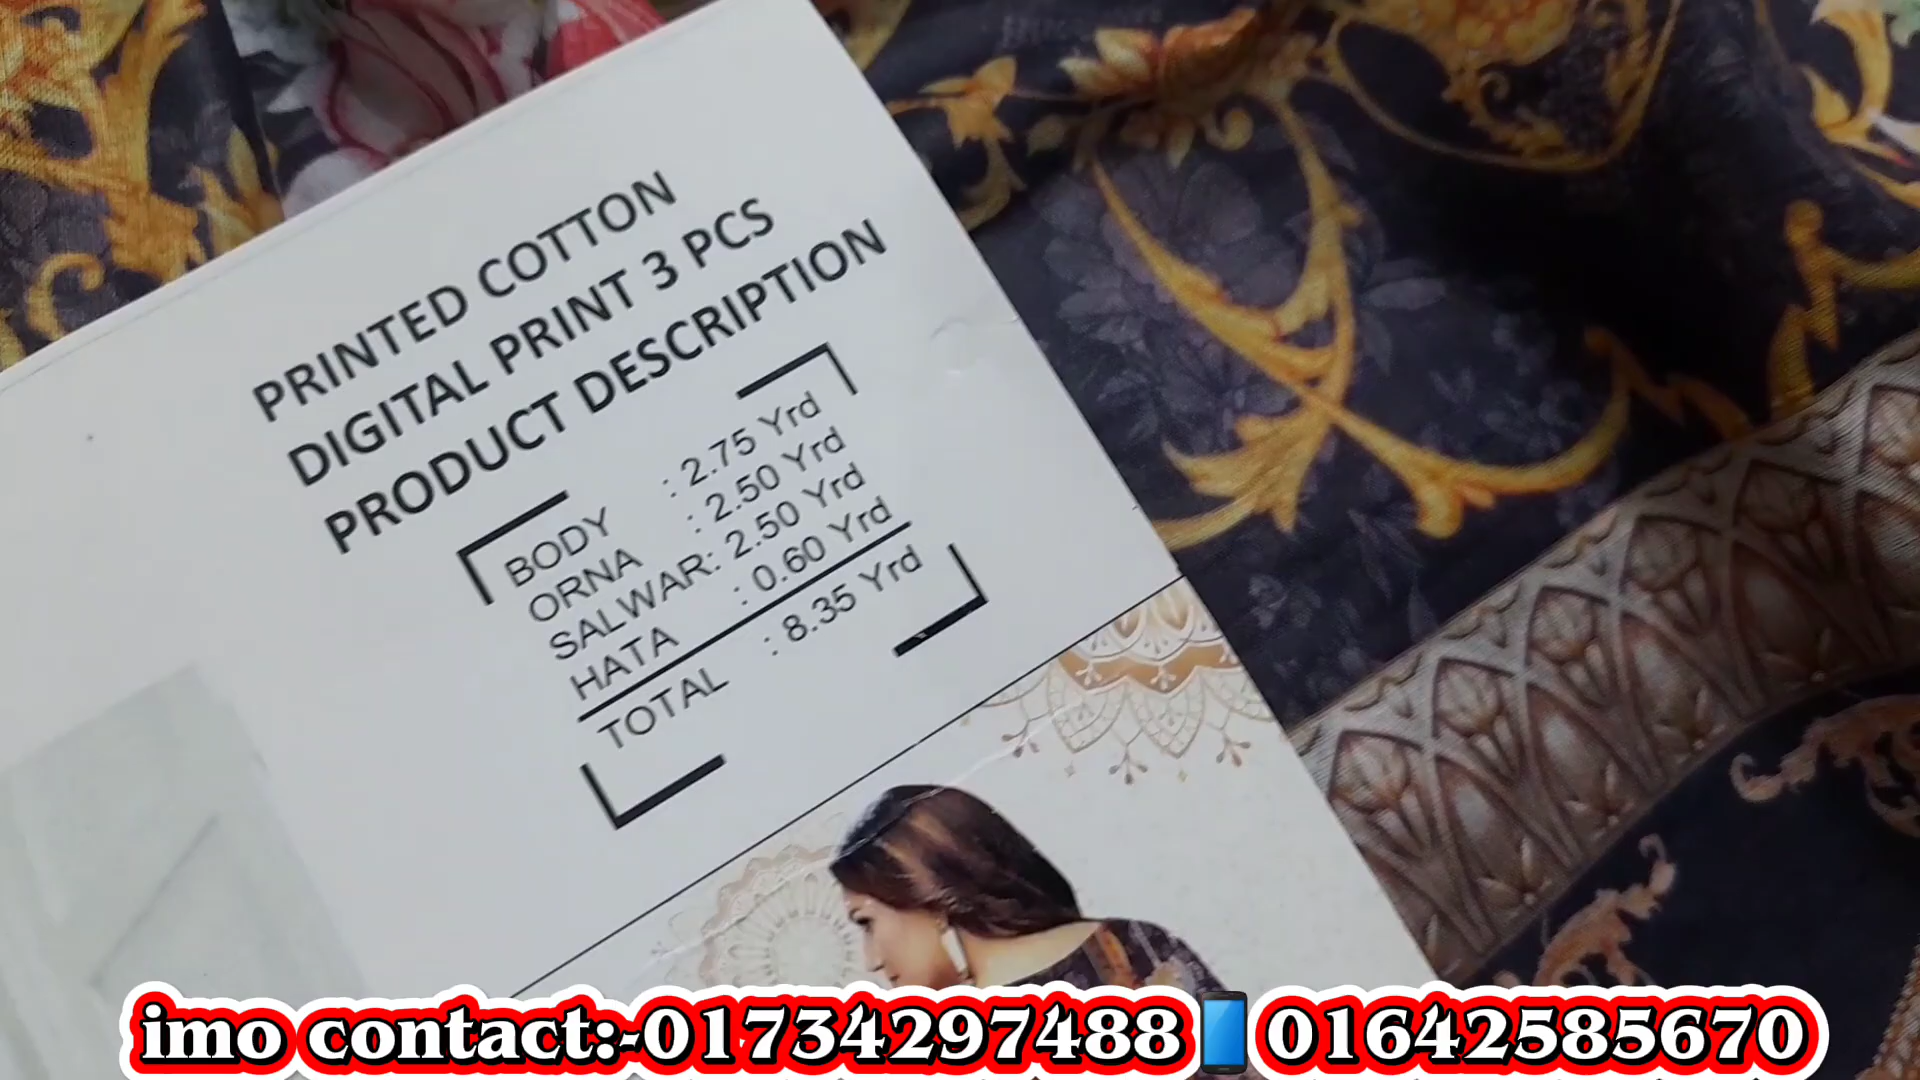 PRINTED COTTON
DIGITAL PRINT 3 PCS
PRODUCT DESCRIPTION
BODY : 2.75 Yrd
ORNA : 2.50 Yrd
SALWAR: 2.50 Yrd
HATA : 0.60 Yrd
TOTAL : 8.35 Yrd
imo contact:-01734297488📱01642585670